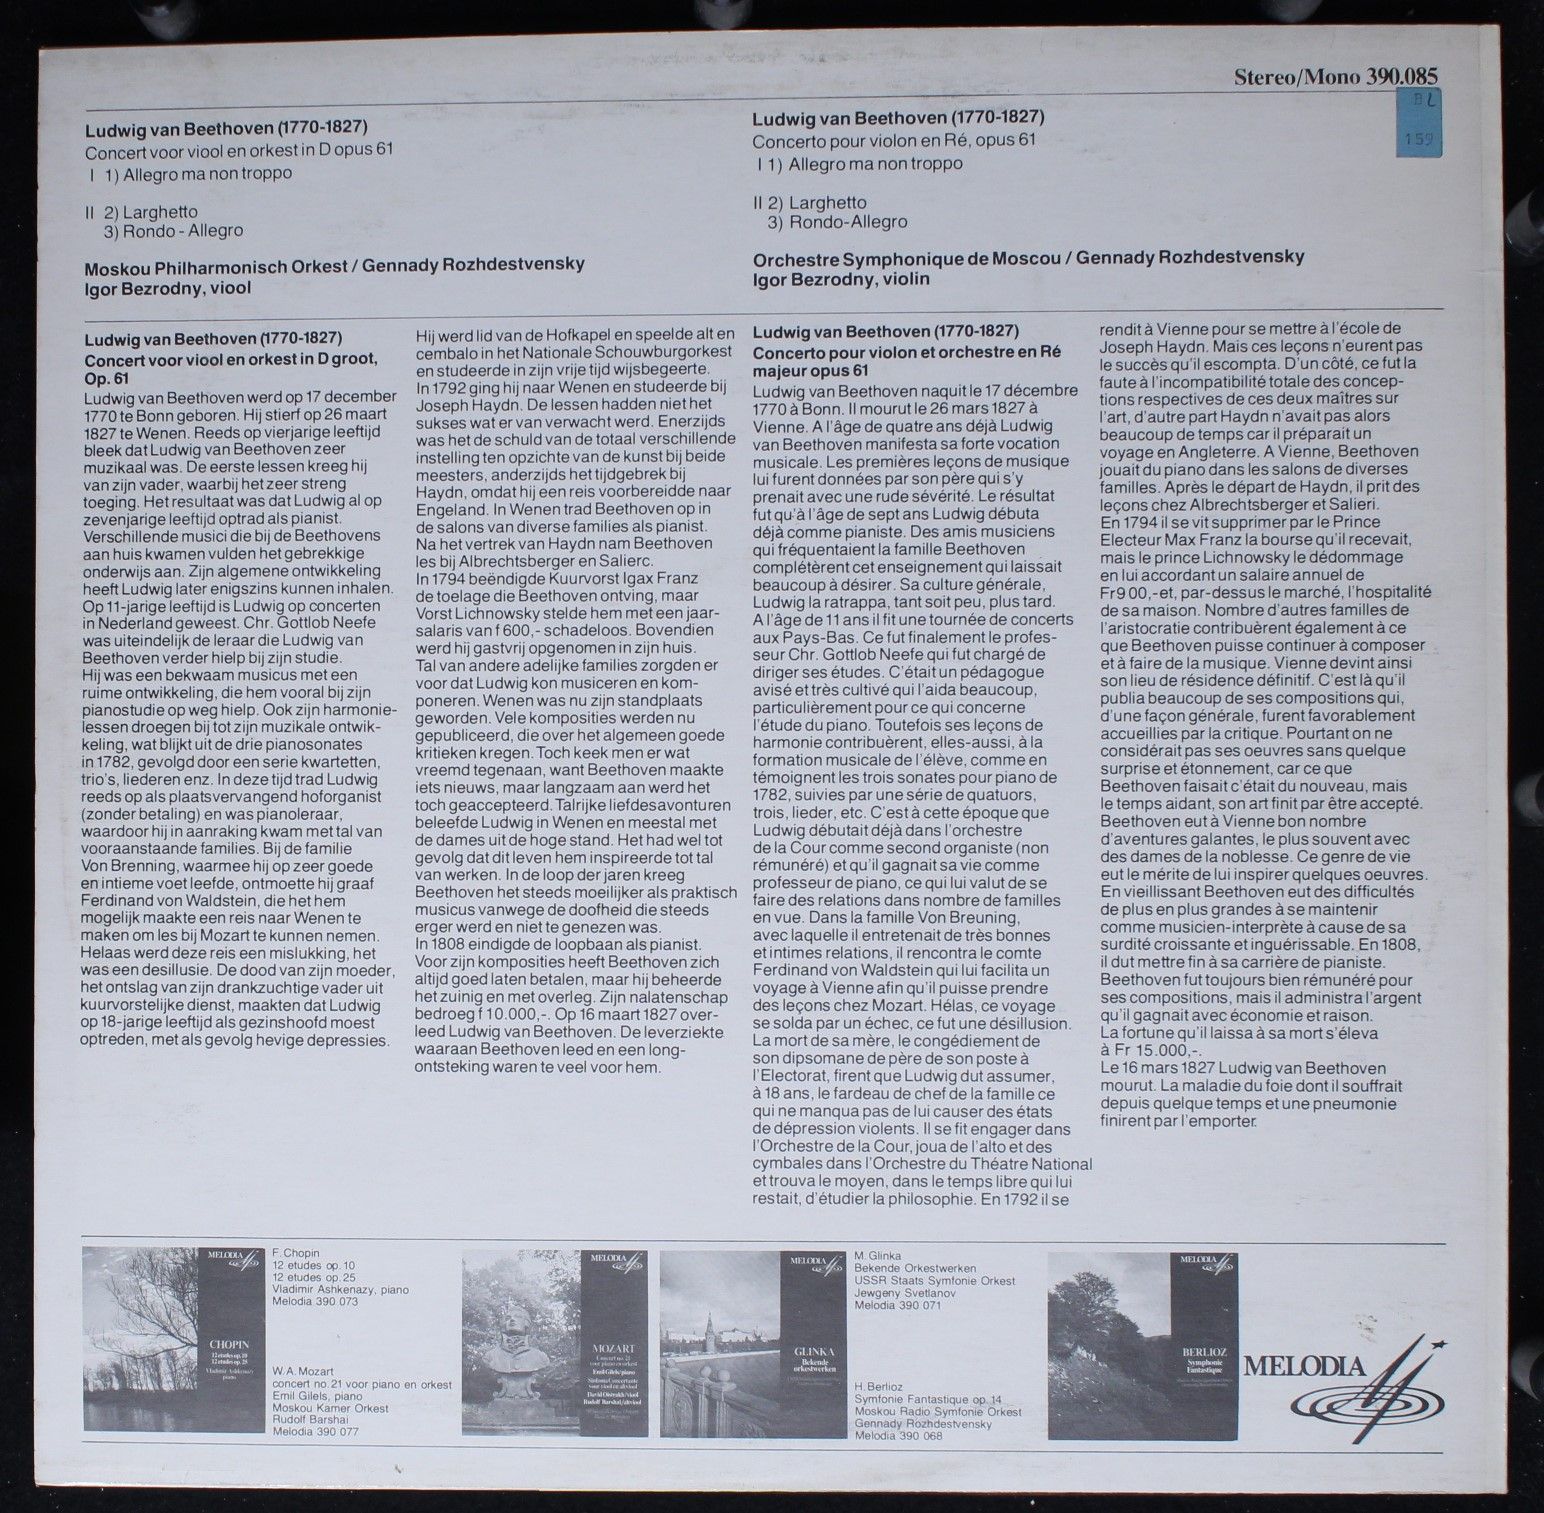 Stereo/Mono 390.085
BL
159
Ludwig van Beethoven (1770-1827)
Concert voor viool en orkest in D opus 61
I 1) Allegro ma non troppo
II 2) Larghetto
3) Rondo - Allegro
Moskou Philharmonisch Orkest / Gennady Rozhdestvensky
Igor Bezrodny, viool
Ludwig van Beethoven (1770-1827)
Concerto pour violon en Ré, opus 61
I 1) Allegro ma non troppo
II 2) Larghetto
3) Rondo-Allegro
Orchestre Symphonique de Moscou / Gennady Rozhdestvensky
Igor Bezrodny, violin
Ludwig van Beethoven (1770-1827)
Concert voor viool en orkest in D groot,
Op. 61
Ludwig van Beethoven werd op 17 december
1770 te Bonn geboren. Hij stierf op 26 maart
1827 te Wenen. Reeds op vierjarige leeftijd
bleek dat Ludwig van Beethoven zeer
muzikaal was. De eerste lessen kreeg hij
van zijn vader, waarbij het zeer streng
toeging. Het resultaat was dat Ludwig al op
zevenjarige leeftijd optrad als pianist.
Verschillende musici die bij de Beethovens
aan huis kwamen vulden het gebrekkige
onderwijs aan. Zijn algemene ontwikkeling
heeft Ludwig later enigszins kunnen inhalen.
Op 11-jarige leeftijd is Ludwig op concerten
in Nederland geweest. Chr. Gottlob Neefe
was uiteindelijk de leraar die Ludwig van
Beethoven verder hielp bij zijn studie.
Hij was een bekwaam musicus met een
ruime ontwikkeling, die hem vooral bij zijn
pianostudie op weg hielp. Ook zijn harmonie-
lessen droegen bij tot zijn muzikale ontwik-
keling, wat blijkt uit de drie pianosonates
in 1782, gevolgd door een serie kwartetten,
trio's, liederen enz. In deze tijd trad Ludwig
reeds op als plaatsvervangend hoforganist
(zonder betaling) en was pianoleraar,
waardoor hij in aanraking kwam met tal van
vooraanstaande families. Bij de familie
Von Brenning, waarmee hij op zeer goede
en intieme voet leefde, ontmoette hij graaf
Ferdinand von Waldstein, die het hem
mogelijk maakte een reis naar Wenen te
maken om les bij Mozart te kunnen nemen.
Helaas werd deze reis een mislukking, het
was een desillusie. De dood van zijn moeder,
het ontslag van zijn drankzuchtige vader uit
kuurvorstelijke dienst, maakten dat Ludwig
op 18-jarige leeftijd als gezinshoofd moest
optreden, met als gevolg hevige depressies.
Hij werd lid van de Hofkapel en speelde alt en
cembalo in het Nationale Schouwburgorkest
en studeerde in zijn vrije tijd wijsbegeerte.
In 1792 ging hij naar Wenen en studeerde bij
Joseph Haydn. De lessen hadden niet het
sukses wat er van verwacht werd. Enerzijds
was het de schuld van de totaal verschillende
instelling ten opzichte van de kunst bij beide
meesters, anderzijds het tijdgebrek bij
Haydn, omdat hij een reis voorbereidde naar
Engeland. In Wenen trad Beethoven op in
de salons van diverse families als pianist.
Na het vertrek van Haydn nam Beethoven
les bij Albrechtsberger en Salierc.
In 1794 beëndigde Kuurvorst Igax Franz
de toelage die Beethoven ontving, maar
Vorst Lichnowsky stelde hem met een jaar-
salaris van f 600,- schadeloos. Bovendien
werd hij gastvrij opgenomen in zijn huis.
Tal van andere adelijke families zorgden er
voor dat Ludwig kon musiceren en kom-
poneren. Wenen was nu zijn standplaats
geworden. Vele komposities werden nu
gepubliceerd, die over het algemeen goede
kritieken kregen. Toch keek men er wat
vreemd tegenaan, want Beethoven maakte
iets nieuws, maar langzaam aan werd het
toch geaccepteerd. Talrijke liefdesavonturen
beleefde Ludwig in Wenen en meestal met
de dames uit de hoge stand. Het had wel tot
gevolg dat dit leven hem inspireerde tot tal
van werken. In de loop der jaren kreeg
Beethoven het steeds moeilijker als praktisch
musicus vanwege de doofheid die steeds
erger werd en niet te genezen was.
In 1808 eindigde de loopbaan als pianist.
Voor zijn komposities heeft Beethoven zich
altijd goed laten betalen, maar hij beheerde
het zuinig en met overleg. Zijn nalatenschap
bedroeg f 10.000,-. Op 16 maart 1827 over-
leed Ludwig van Beethoven. De leverziekte
waaraan Beethoven leed en een long-
ontsteking waren te veel voor hem.
Ludwig van Beethoven (1770-1827)
Concerto pour violon et orchestre en Ré
majeur opus 61
Ludwig van Beethoven naquit le 17 décembre
1770 à Bonn. Il mourut le 26 mars 1827 à
Vienne. A l'âge de quatre ans déjà Ludwig
van Beethoven manifesta sa forte vocation
musicale. Les premières leçons de musique
lui furent données par son père qui s'y
prenait avec une rude sévérité. Le résultat
fut qu'à l'âge de sept ans Ludwig débuta
déjà comme pianiste. Des amis musiciens
qui fréquentaient la famille Beethoven
complétèrent cet enseignement qui laissait
beaucoup à désirer. Sa culture générale,
Ludwig la ratrappa, tant soit peu, plus tard.
A l'âge de 11 ans il fit une tournée de concerts
aux Pays-Bas. Ce fut finalement le profes-
seur Chr. Gottlob Neefe qui fut chargé de
diriger ses études. C'était un pédagogue
avisé et très cultivé qui l'aida beaucoup,
particulièrement pour ce qui concerne
l'étude du piano. Toutefois ses leçons de
harmonie contribuèrent, elles-aussi, à la
formation musicale de l'élève, comme en
témoignent les trois sonates pour piano de
1782, suivies par une série de quatuors,
trois, lieder, etc. C'est à cette époque que
Ludwig débutait déjà dans l'orchestre
de la Cour comme second organiste (non
rémunéré) et qu'il gagnait sa vie comme
professeur de piano, ce qui lui valut de se
faire des relations dans nombre de familles
en vue. Dans la famille Von Breuning,
avec laquelle il entretenait de très bonnes
et intimes relations, il rencontra le comte
Ferdinand von Waldstein qui lui facilita un
voyage à Vienne afin qu'il puisse prendre
des leçons chez Mozart. Hélas, ce voyage
se solda par un échec, ce fut une désillusion.
La mort de sa mère, le congédiement de
son dipsomane de père de son poste à
l'Electorat, firent que Ludwig dut assumer,
à 18 ans, le fardeau de chef de la famille ce
qui ne manqua pas de lui causer des états
de dépression violents. Il se fit engager dans
l'Orchestre de la Cour, joua de l'alto et des
cymbales dans l'Orchestre du Théatre National
et trouva le moyen, dans le temps libre qui lui
restait, d'étudier la philosophie. En 1792 il se
rendit à Vienne pour se mettre à l'école de
Joseph Haydn. Mais ces leçons n'eurent pas
le succès qu'il escompta. D'un côté, ce fut la
faute à l'incompatibilité totale des concep-
tions respectives de ces deux maîtres sur
l'art, d'autre part Haydn n'avait pas alors
beaucoup de temps car il préparait un
voyage en Angleterre. A Vienne, Beethoven
jouait du piano dans les salons de diverses
familles. Après le départ de Haydn, il prit des
leçons chez Albrechtsberger et Salieri.
En 1794 il se vit supprimer par le Prince
Electeur Max Franz la bourse qu'il recevait,
mais le prince Lichnowsky le dédommage
en lui accordant un salaire annuel de
Fr 900,- et, par-dessus le marché, l'hospitalité
de sa maison. Nombre d'autres familles de
l'aristocratie contribuèrent également à ce
que Beethoven puisse continuer à composer
et à faire de la musique. Vienne devint ainsi
son lieu de résidence définitif. C'est là qu'il
publia beaucoup de ses compositions qui,
d'une façon générale, furent favorablement
accueillies par la critique. Pourtant on ne
considérait pas ses oeuvres sans quelque
surprise et étonnement, car ce que
Beethoven faisait c'était du nouveau, mais
le temps aidant, son art finit par être accepté.
Beethoven eut à Vienne bon nombre
d'aventures galantes, le plus souvent avec
des dames de la noblesse. Ce genre de vie
eut le mérite de lui inspirer quelques oeuvres.
En vieillissant Beethoven eut des difficultés
de plus en plus grandes à se maintenir
comme musicien-interprète à cause de sa
surdité croissante et inguérissable. En 1808,
il dut mettre fin à sa carrière de pianiste.
Beethoven fut toujours bien rémunéré pour
ses compositions, mais il administra l'argent
qu'il gagnait avec économie et raison.
La fortune qu'il laissa à sa mort s'éleva
à Fr 15.000,-.
Le 16 mars 1827 Ludwig van Beethoven
mourut. La maladie du foie dont il souffrait
depuis quelque temps et une pneumonie
finirent par l'emporter.
MELODIA
CHOPIN
12 etudes op. 10
12 etudes op. 25
Vladimir Ashkenazy
piano
F. Chopin
12 etudes op. 10
12 etudes op. 25
Vladimir Ashkenazy, piano
Melodia 390 073
W.A. Mozart
concert no. 21 voor piano en orkest
Emil Gilels, piano
Moskou Kamer Orkest
Rudolf Barshai
Melodia 390 077
MELODIA
MOZART
Concert no. 21
voor piano en orkest
Emil Gilels/piano
Sinfonia Concertante
voor viool en altviool
David Oistrakh/viool
Rudolf Barshai/altviool
MELODIA
GLINKA
Bekende
orkestwerken
M. Glinka
Bekende Orkestwerken
USSR Staats Symfonie Orkest
Jewgeny Svetlanov
Melodia 390 071
H. Berlioz
Symfonie Fantastique op. 14
Moskou Radio Symfonie Orkest
Gennady Rozhdestvensky
Melodia 390 068
MELODIA
BERLIOZ
Symphonie
Fantastique
MELODIA